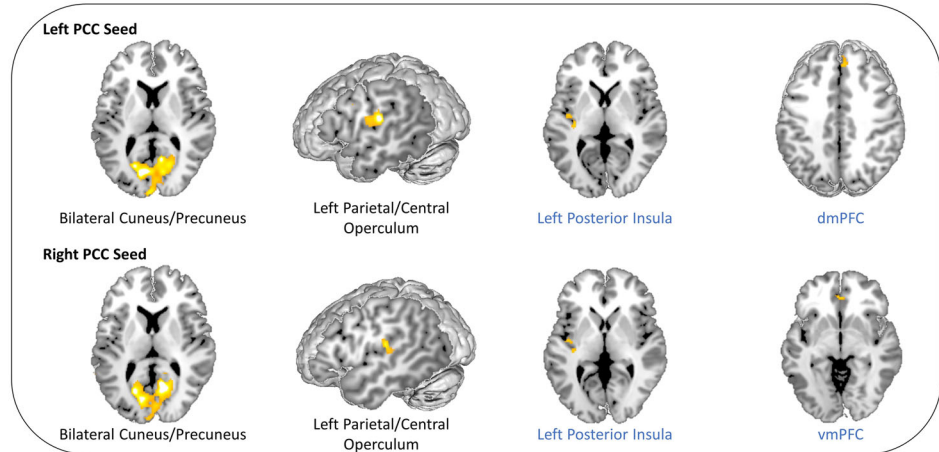 Left PCC Seed
Bilateral Cuneus/Precuneus
Left Parietal/Central
Operculum
Left Posterior Insula
dmPFC
Right PCC Seed
Bilateral Cuneus/Precuneus
Left Parietal/Central
Operculum
Left Posterior Insula
vmPFC